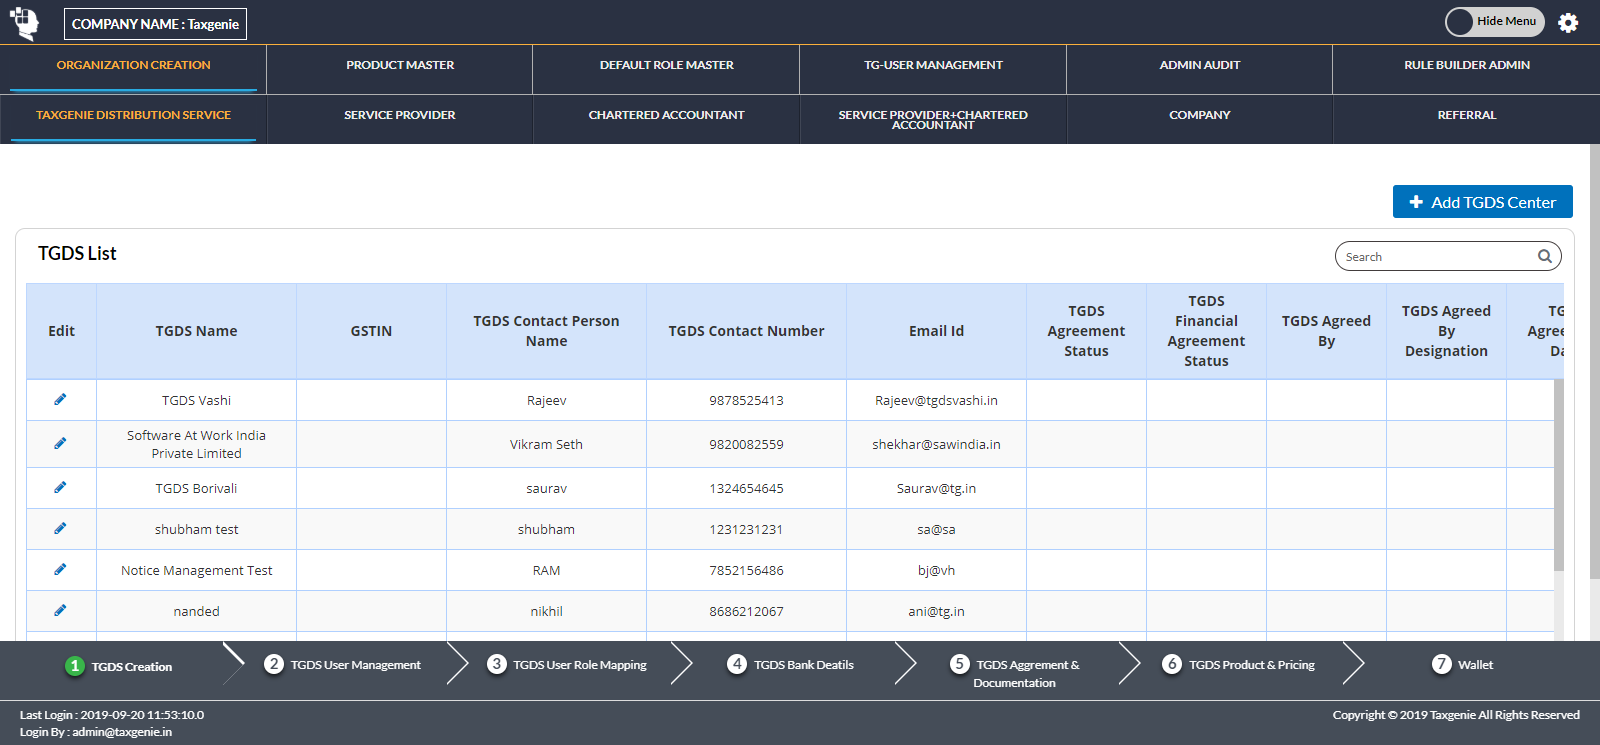 COMPANY NAME : Taxgenie
Hide Menu
ORGANIZATION CREATION
PRODUCT MASTER
DEFAULT ROLE MASTER
TG-USER MANAGEMENT
ADMIN AUDIT
RULE BUILDER ADMIN
TAXGENIE DISTRIBUTION SERVICE
SERVICE PROVIDER
CHARTERED ACCOUNTANT
SERVICE PROVIDER+CHARTERED
ACCOUNTANT
COMPANY
REFERRAL
Add TGDS Center
TGDS List
Search
Edit
TGDS Name
GSTIN
TGDS Contact Person
Name
TGDS Contact Number
Email Id
TGDS
Agreement
Status
TGDS
Financial
Agreement
Status
TGDS Agreed
By
TGDS Agreed
By
Designation
TGDS Vashi
Rajeev
9878525413
Rajeev@tgdsvashi.in
Software At Work India
Private Limited
Vikram Seth
9820082559
shekhar@sawindia.in
TGDS Borivali
saurav
1324654645
Saurav@tg.in
shubham test
shubham
1231231231
sa@sa
Notice Management Test
RAM
7852156486
bj@vh
nanded
nikhil
8686212067
ani@tg.in
1 TGDS Creation
2 TGDS User Management
3 TGDS User Role Mapping
4 TGDS Bank Deatils
5 TGDS Aggrement &
Documentation
6 TGDS Product & Pricing
7 Wallet
Last Login : 2019-09-20 11:53:10.0
Login By : admin@taxgenie.in
Copyright © 2019 Taxgenie All Rights Reserved